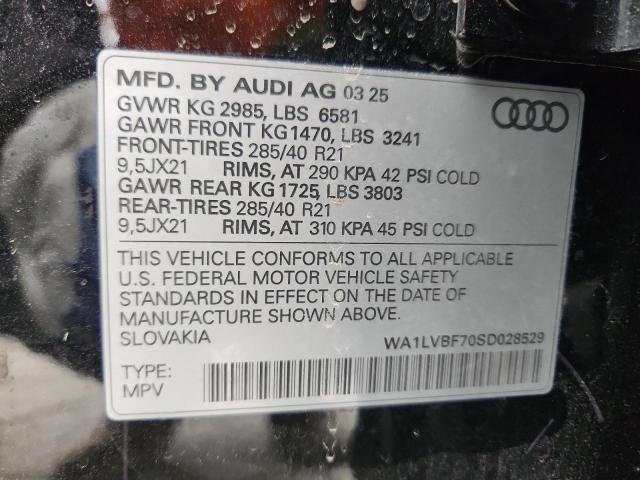 MFD. BY AUDI AG 03 25
GVWR KG 2985, LBS 6581
GAWR FRONT KG1470, LBS 3241
FRONT-TIRES 285/40 R21
9,5JX21 RIMS, AT 290 KPA 42 PSI COLD
GAWR REAR KG 1725, LBS 3803
REAR-TIRES 285/40 R21
9,5JX21 RIMS, AT 310 KPA 45 PSI COLD
THIS VEHICLE CONFORMS TO ALL APPLICABLE
U.S. FEDERAL MOTOR VEHICLE SAFETY
STANDARDS IN EFFECT ON THE DATE OF
MANUFACTURE SHOWN ABOVE.
SLOVAKIA WA1LVBF70SD028529
TYPE:
MPV